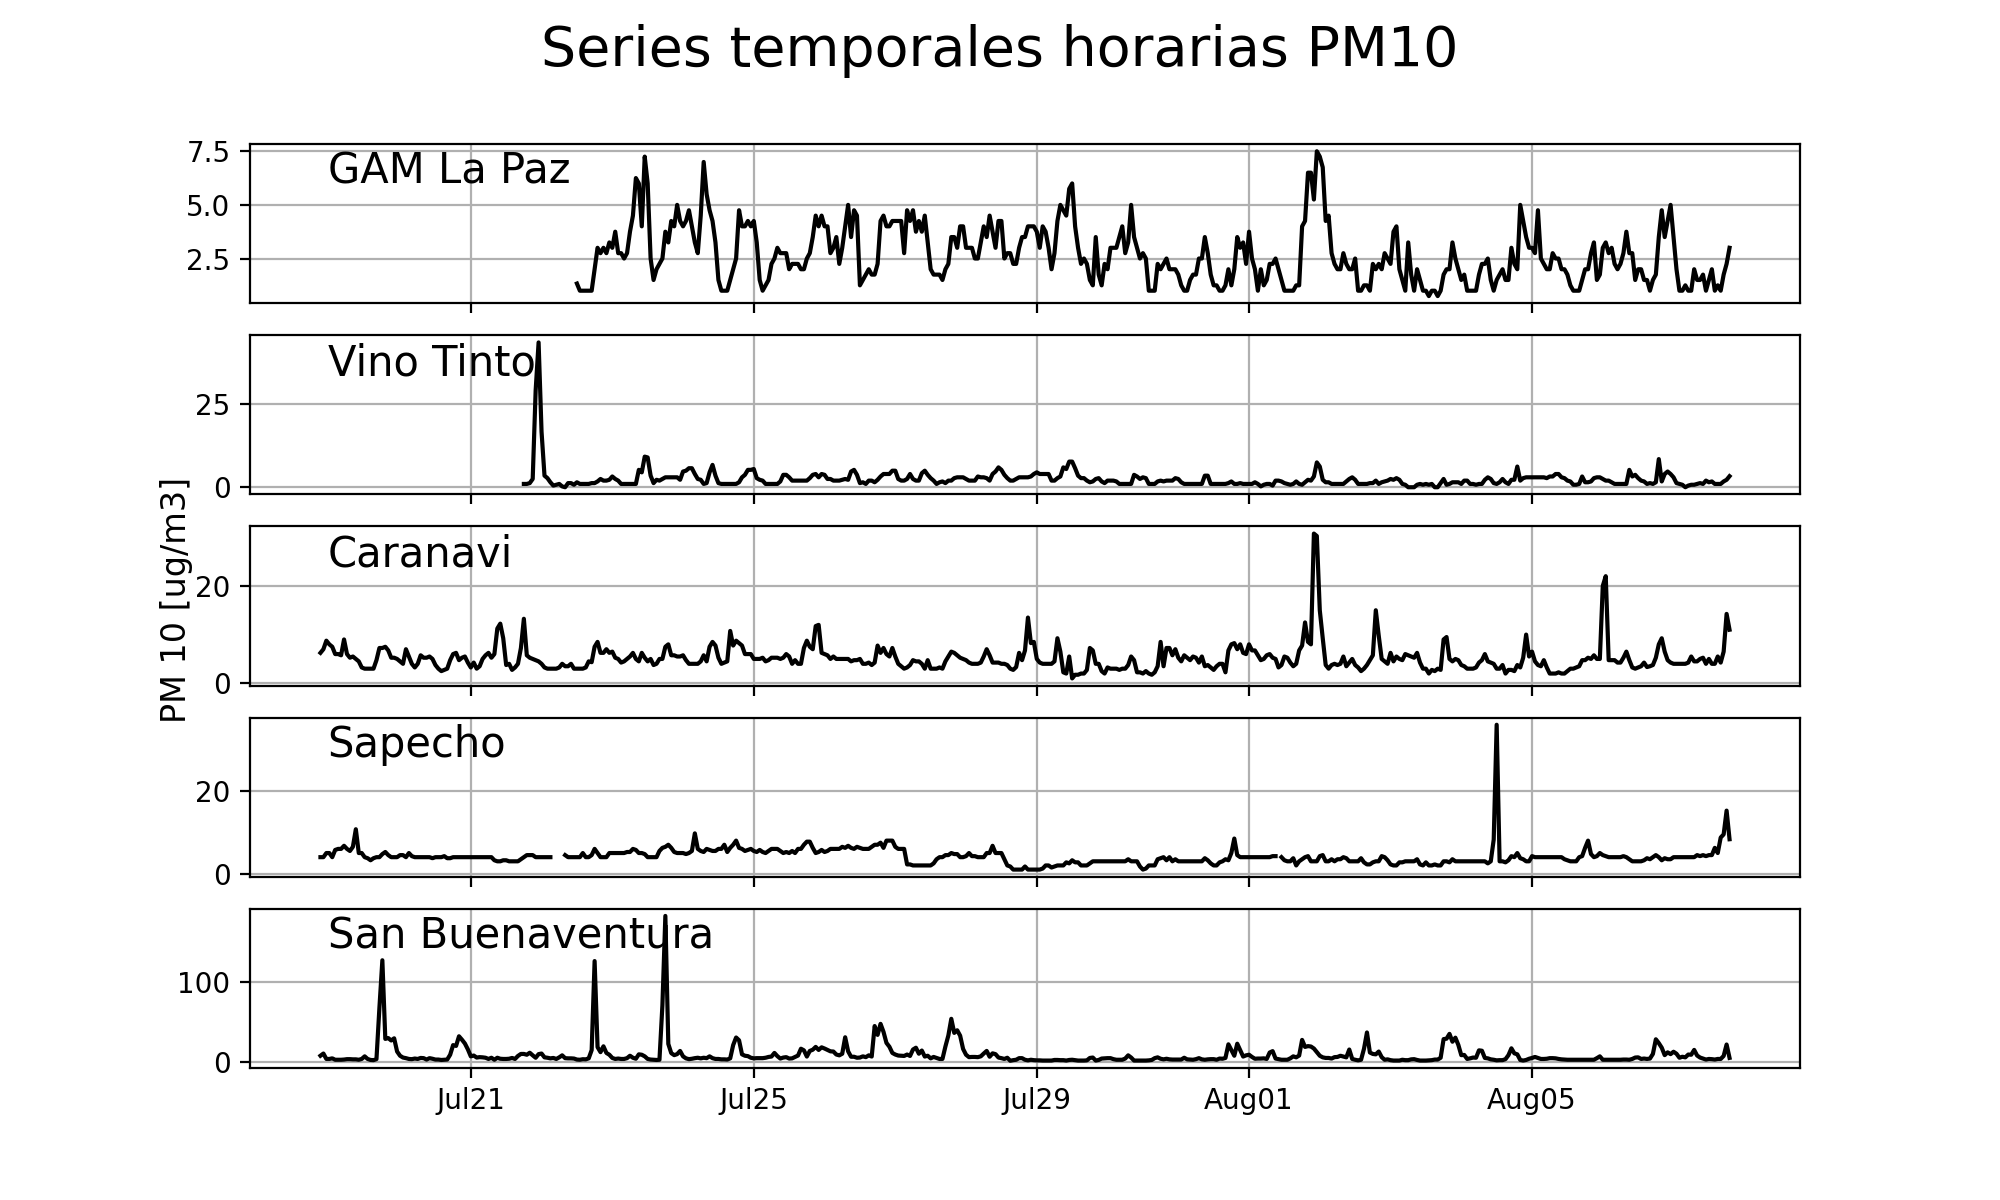 Series temporales horarias PM10
7.5
5.0
2.5
GAM La Paz
25
0
Vino Tinto
PM 10 [ug/m3]
20
0
Caranavi
20
0
Sapecho
100
0
San Buenaventura
Jul21 Jul25 Jul29 Aug01 Aug05